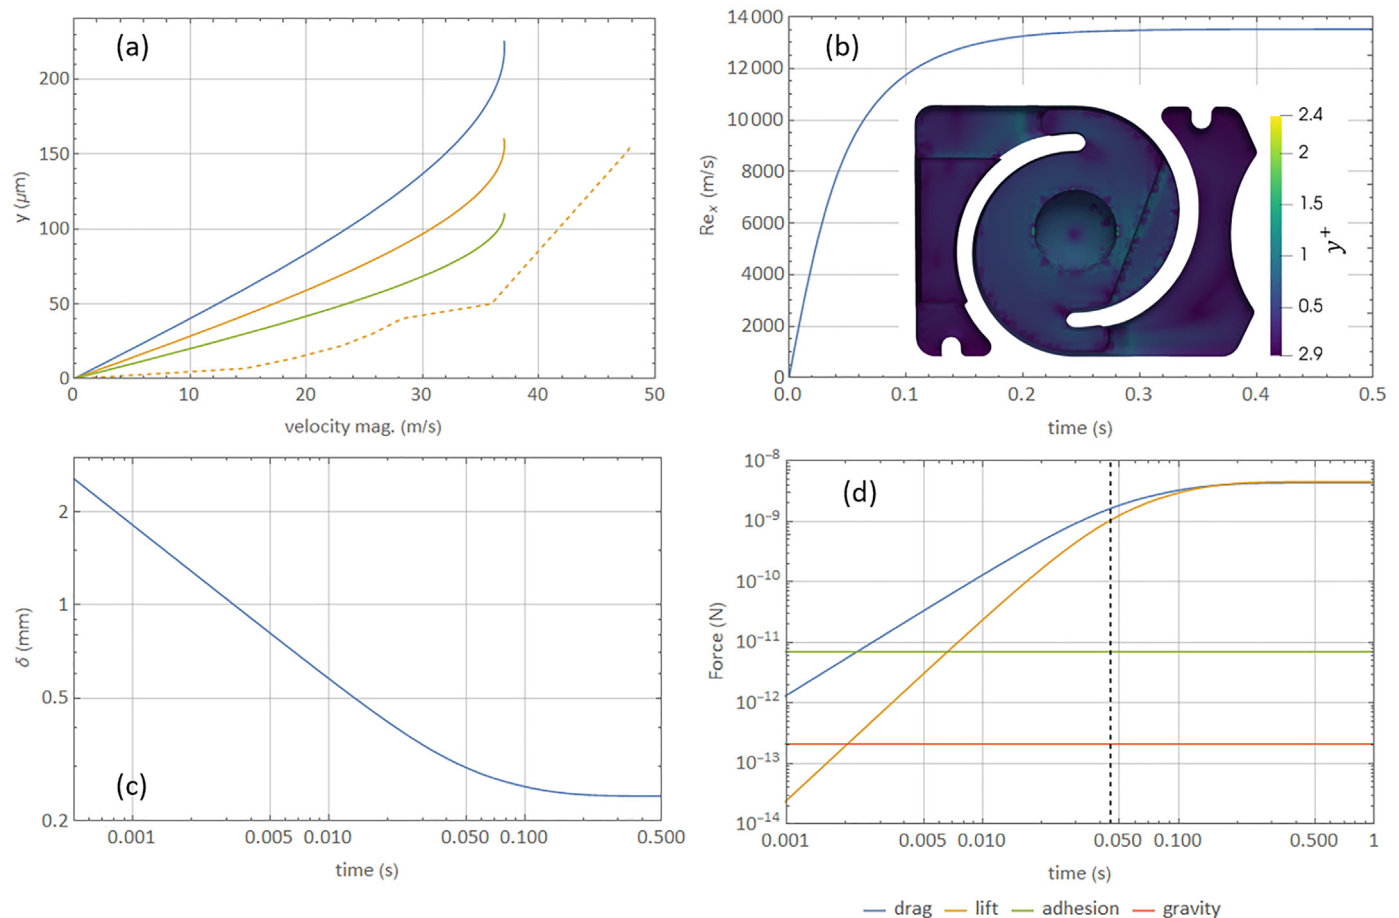 (a)
200
150
100
50
0
y (μm)
0 10 20 30 40 50
velocity mag. (m/s)
(b)
14 000
12 000
10 000
8000
6000
4000
2000
0
Re_x (m/s)
2.4
2
1.5
1
0.5
2.9
y+
0.0 0.1 0.2 0.3 0.4 0.5
time (s)
(c)
2
1
0.5
0.2
δ (mm)
0.001 0.005 0.010 0.050 0.100 0.500
time (s)
(d)
10⁻⁸
10⁻⁹
10⁻¹⁰
10⁻¹¹
10⁻¹²
10⁻¹³
10⁻¹⁴
Force (N)
0.001 0.005 0.010 0.050 0.100 0.500 1
time (s)
drag lift adhesion gravity